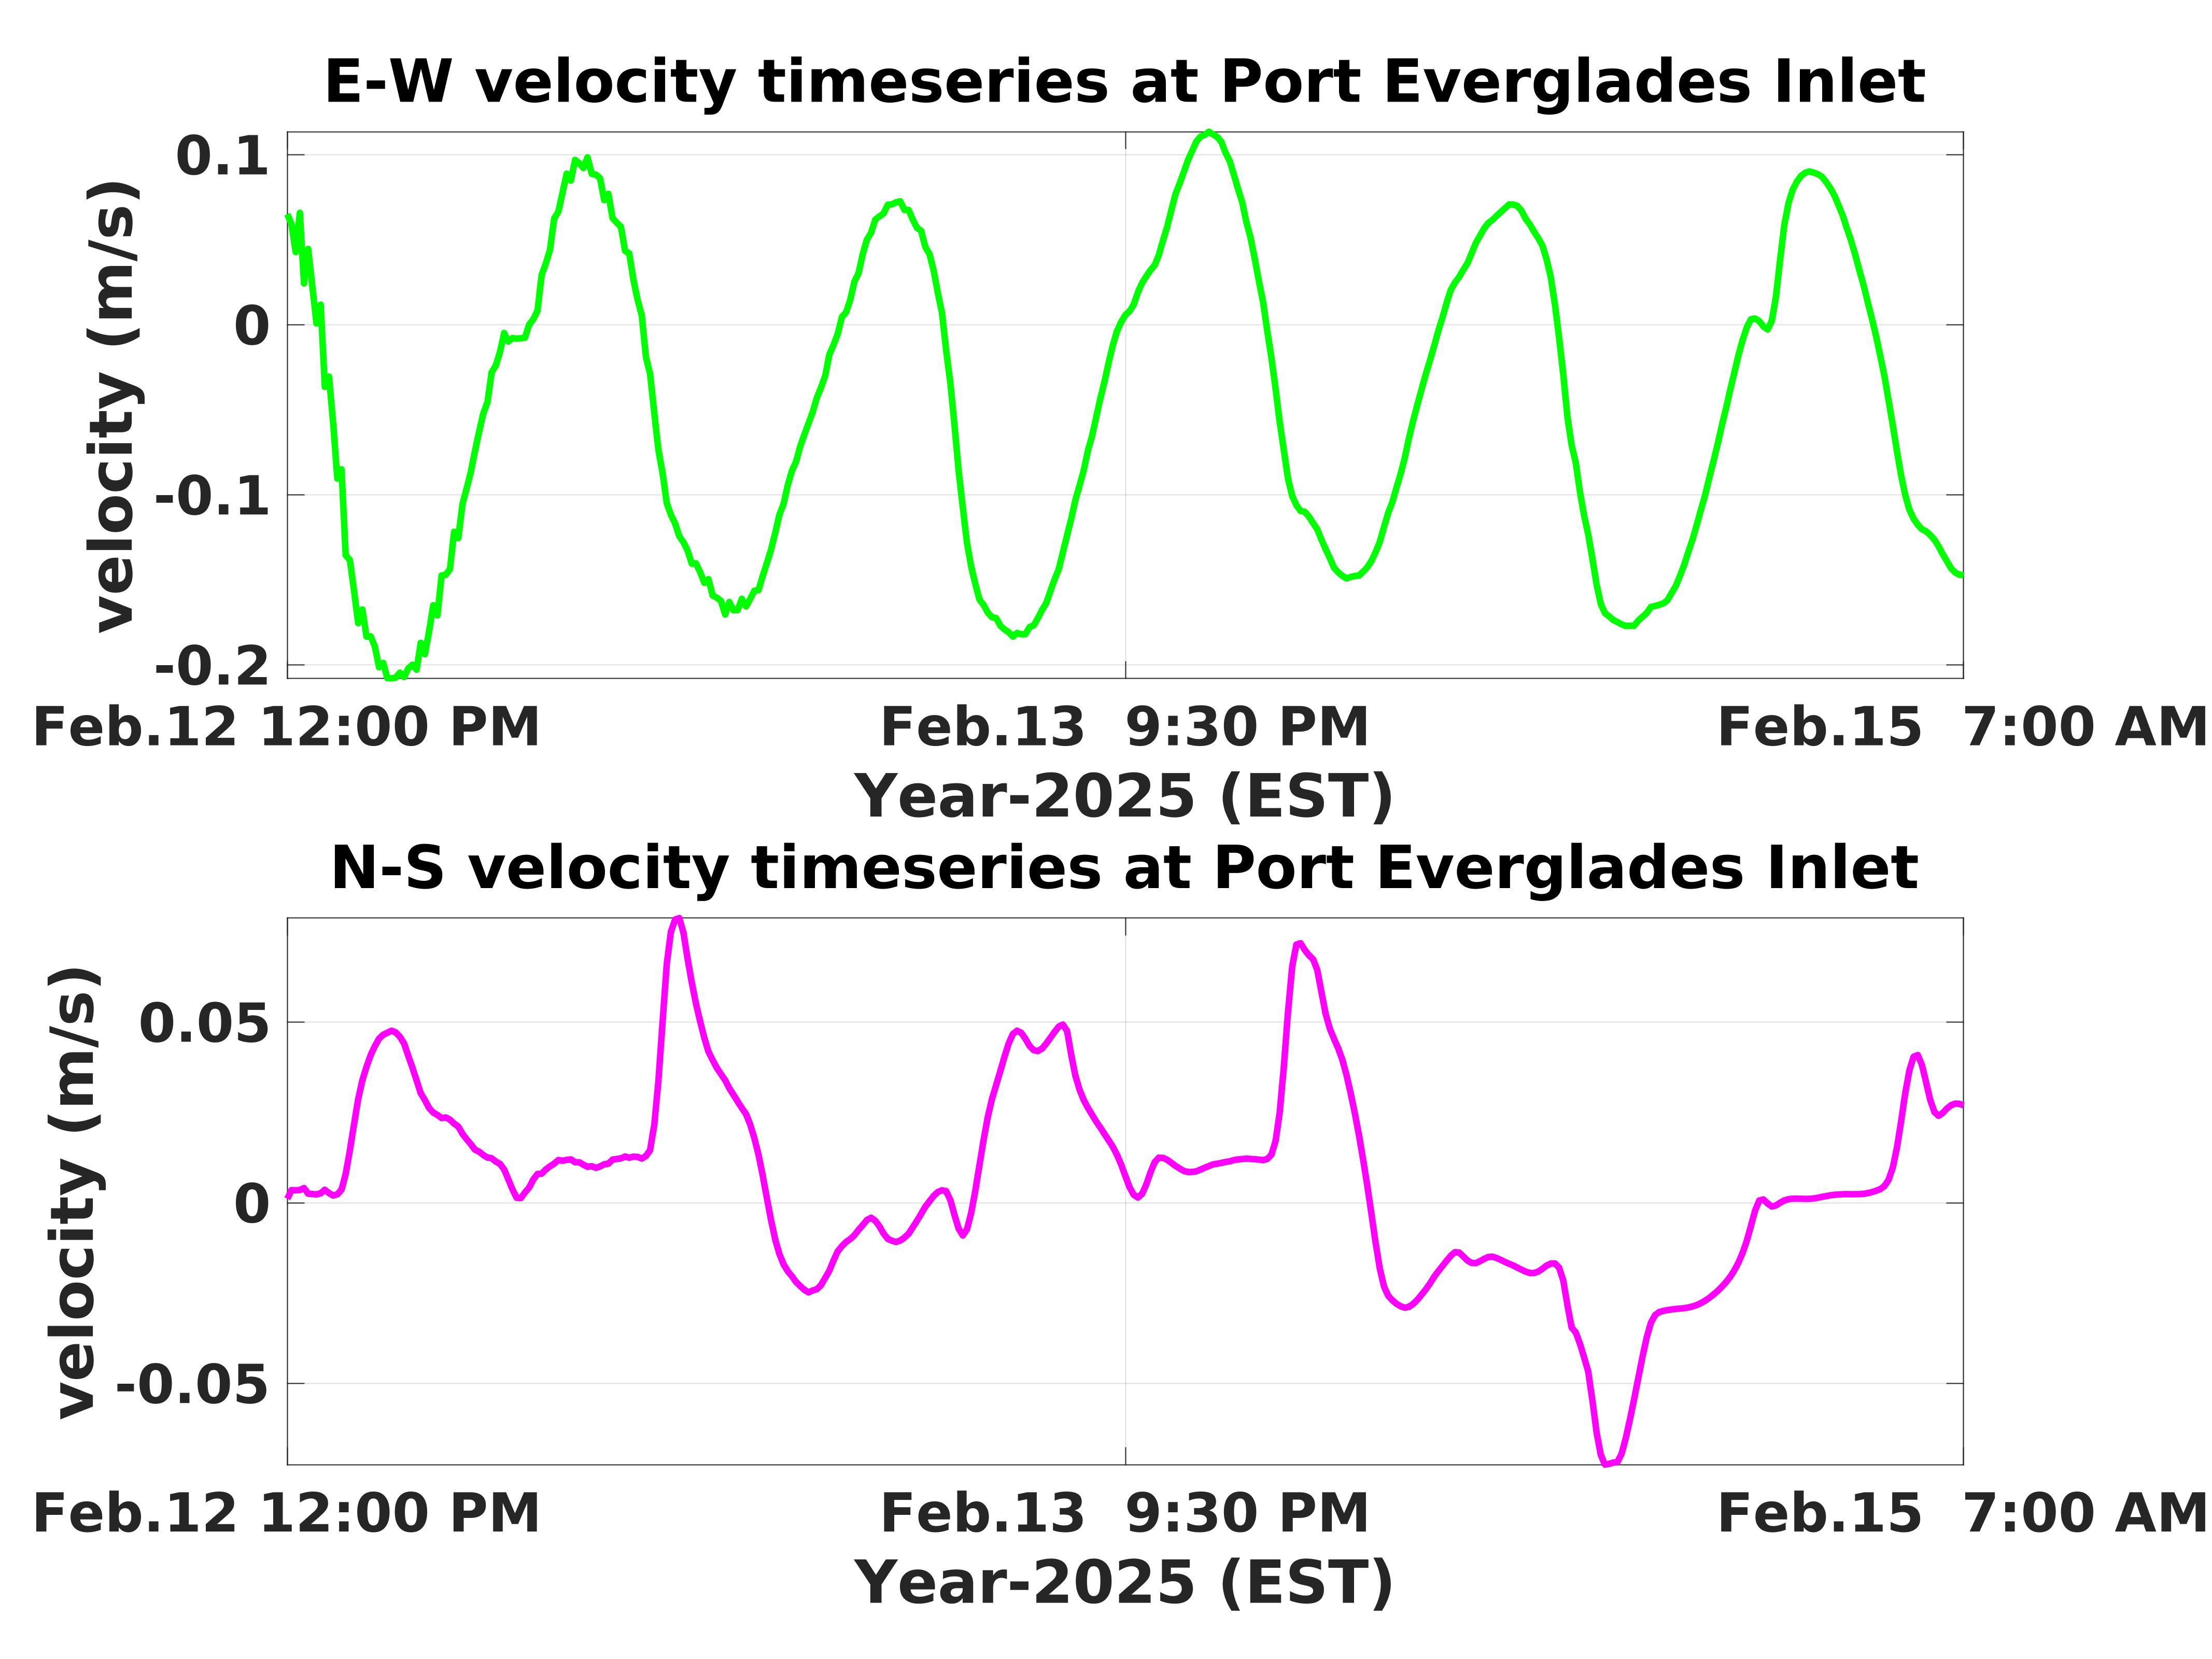 E-W velocity timeseries at Port Everglades Inlet
velocity (m/s)
0.1
0
-0.1
-0.2
Feb.12 12:00 PM
Feb.13  9:30 PM
Feb.15  7:00 AM
Year-2025 (EST)
N-S velocity timeseries at Port Everglades Inlet
velocity (m/s)
0.05
0
-0.05
Feb.12 12:00 PM
Feb.13  9:30 PM
Feb.15  7:00 AM
Year-2025 (EST)